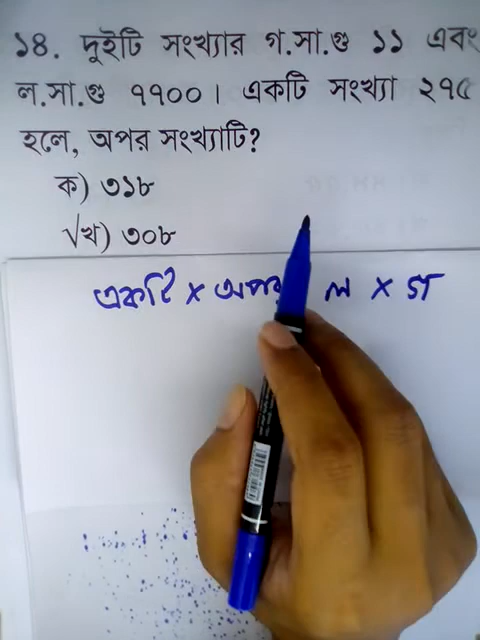 ১৪. দুইটি সংখ্যার গ.সা.গু ১১ এবং
ল.সা.গু ৭৭০০। একটি সংখ্যা ২৭৫
হলে, অপর সংখ্যাটি?
ক) ৩১৮
√খ) ৩০৮
একটি × অপর ল × গ